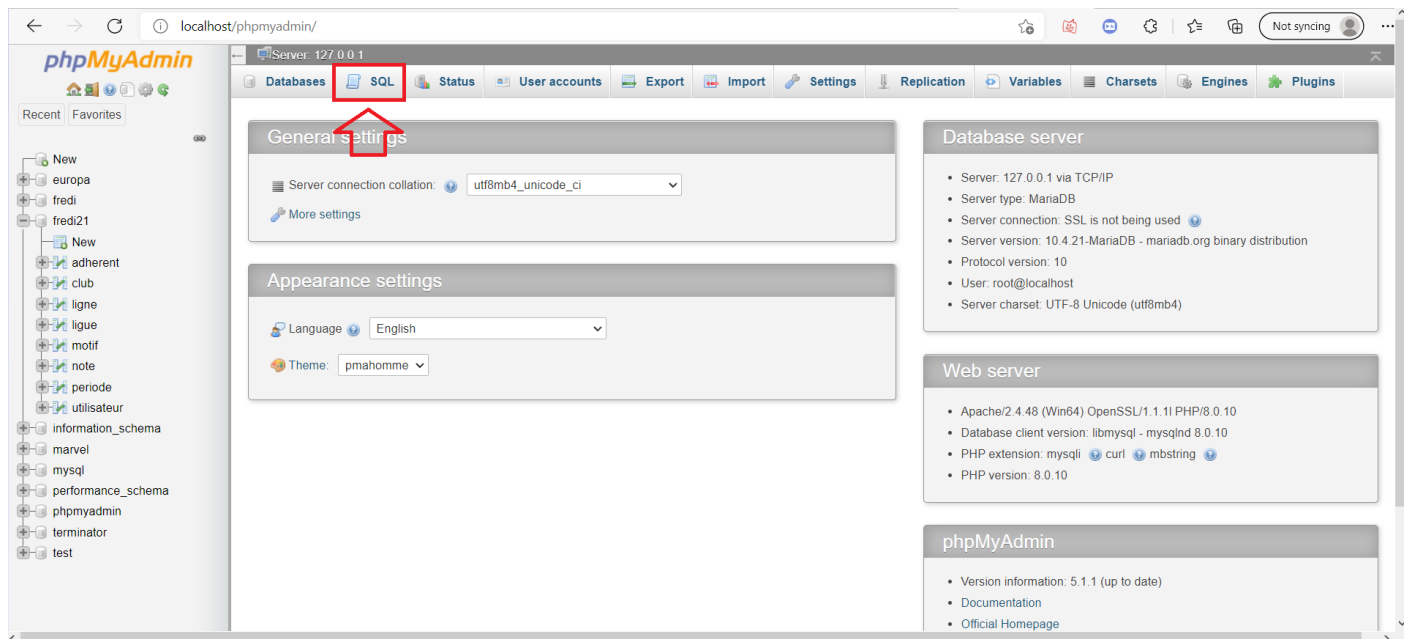 localhost/phpmyadmin/
Not syncing
phpMyAdmin
Recent Favorites
New
europa
fredi
fredi21
New
adherent
club
ligne
ligue
motif
note
periode
utilisateur
information_schema
marvel
mysql
performance_schema
phpmyadmin
terminator
test
Server: 127.0.0.1
Databases SQL Status User accounts Export Import Settings Replication Variables Charsets Engines Plugins
General settings
Server connection collation: utf8mb4_unicode_ci
More settings
Appearance settings
Language English
Theme: pmahomme
Database server
Server: 127.0.0.1 via TCP/IP
Server type: MariaDB
Server connection: SSL is not being used
Server version: 10.4.21-MariaDB - mariadb.org binary distribution
Protocol version: 10
User: root@localhost
Server charset: UTF-8 Unicode (utf8mb4)
Web server
Apache/2.4.48 (Win64) OpenSSL/1.1.1l PHP/8.0.10
Database client version: libmysql - mysqlnd 8.0.10
PHP extension: mysqli curl mbstring
PHP version: 8.0.10
phpMyAdmin
Version information: 5.1.1 (up to date)
Documentation
Official Homepage